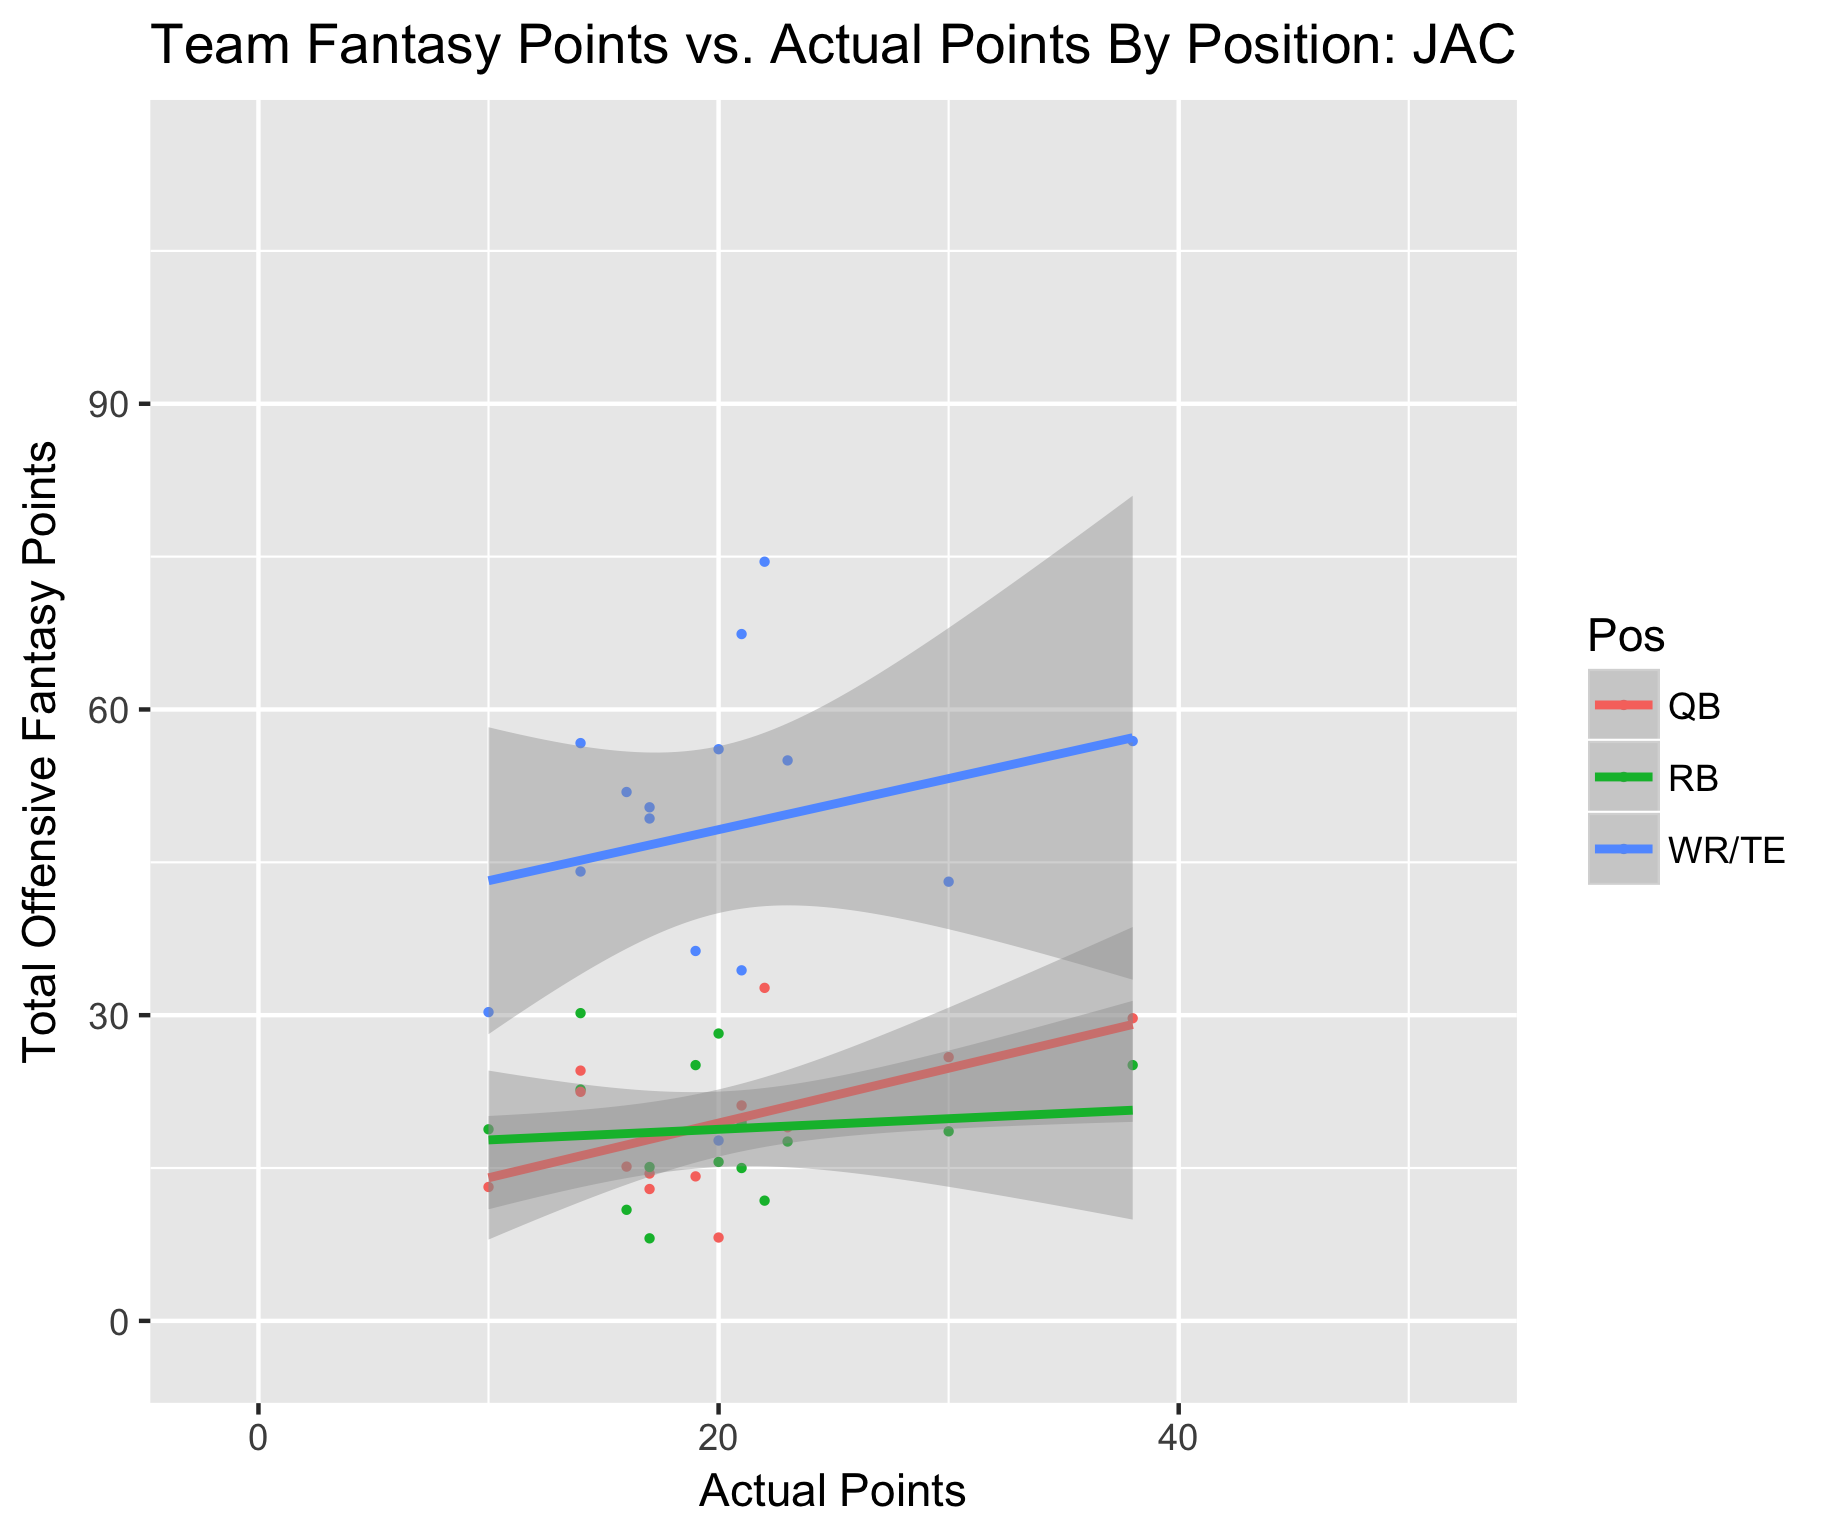 Team Fantasy Points vs. Actual Points By Position: JAC
Total Offensive Fantasy Points
90
60
30
0
0
20
40
Actual Points
Pos
QB
RB
WR/TE